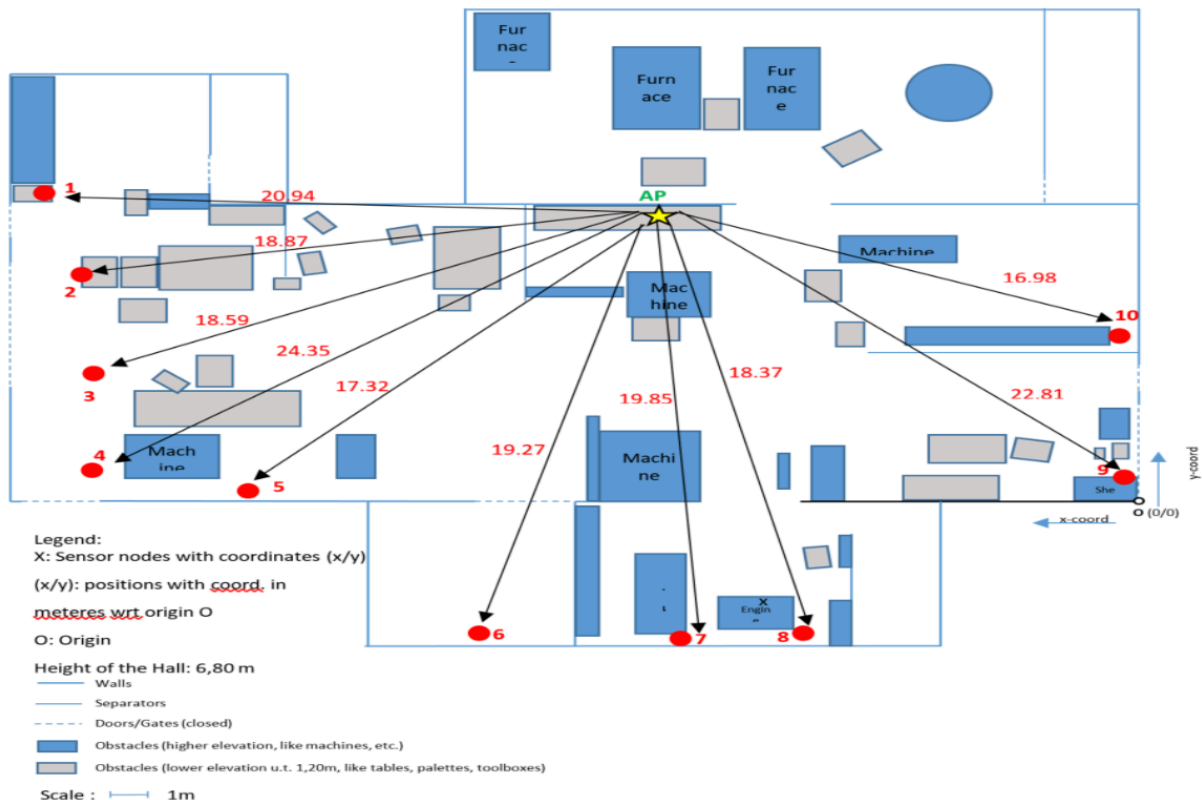 Fur
nac
Furn
ace
Fur
nac
e
AP
1
20.94
18.87
2
Machine
16.98
10
Mac
hine
18.59
24.35
17.32
18.37
22.81
3
19.85
19.27
4
Mach
in
5
Machi
ne
9
She
y-coord
x-coord
O
O (0/0)
Legend:
X: Sensor nodes with coordinates (x/y)
(x/y): positions with coord. in
meteres wrt origin O
O: Origin
Height of the Hall: 6,80 m
X
Engin
6
7
8
Walls
Separators
Doors/Gates (closed)
Obstacles (higher elevation, like machines, etc.)
Obstacles (lower elevation u.t. 1,20m, like tables, palettes, toolboxes)
Scale : 1m